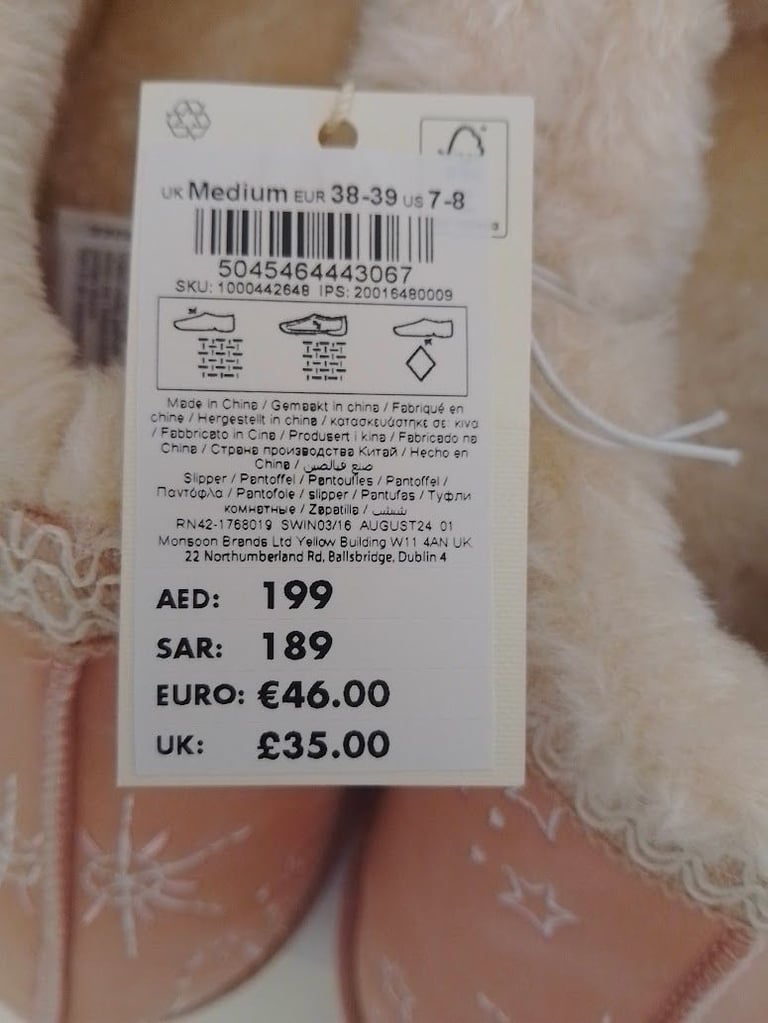 UK Medium EUR 38-39 US 7-8
5045464443067
SKU: 1000442648 IPS: 20016480009
Made in China / Gemaakt in china / Fabriqué en
chine / Hergestellt in china / κατασκευάστηκε σε: κινα
/ Fabbricato in Cina / Produsert i kina / Fabricado na
China / Страна производства Китай / Hecho en
China / صنع فيالصين
Slipper / Pantoffel / Pantoufles / Pantoffel /
Παντόφλα / Pantofole / slipper / Pantufas / Туфли
комнатные / Zapatilla / شبشب
RN42-1768019 SWIN03/16 AUGUST24 01
Monsoon Brands Ltd Yellow Building W11 4AN UK
22 Northumberland Rd, Ballsbridge, Dublin 4
AED: 199
SAR: 189
EURO: €46.00
UK: £35.00